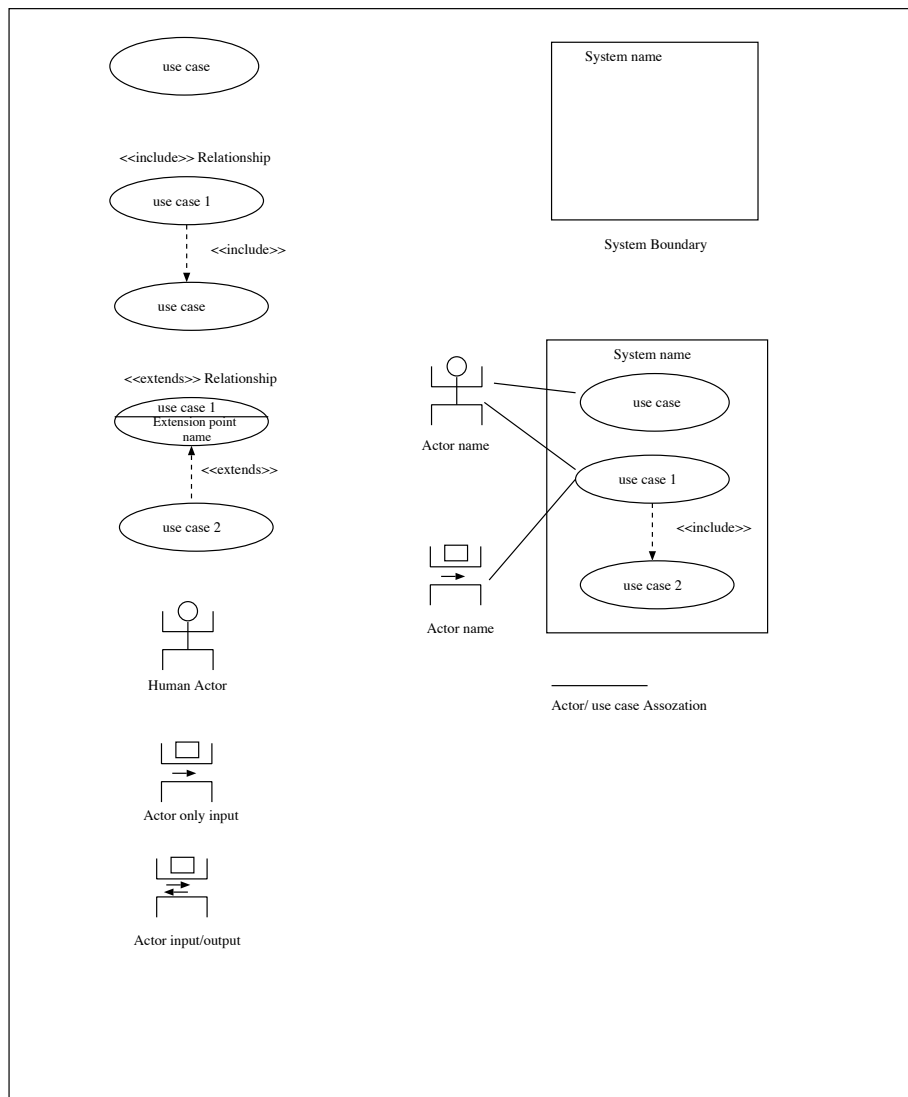 use case
<<include>> Relationship
use case 1
<<include>>
use case
<<extends>> Relationship
use case 1
Extension point
name
<<extends>>
use case 2
Human Actor
Actor only input
Actor input/output
System name
System Boundary
System name
use case
Actor name
use case 1
<<include>>
use case 2
Actor name
Actor/ use case Assozation